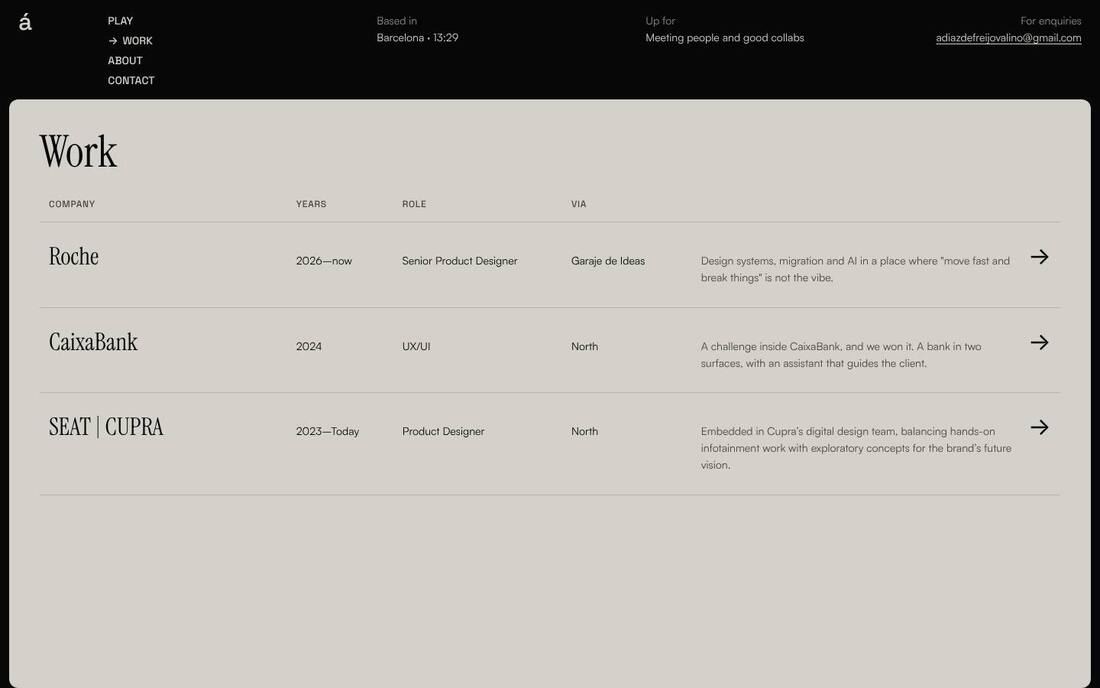 á
PLAY
→ WORK
ABOUT
CONTACT
Based in
Barcelona · 13:29
Up for
Meeting people and good collabs
For enquiries
adiazdefreijovalino@gmail.com
Work
COMPANY YEARS ROLE VIA
Roche 2026—now Senior Product Designer Garaje de Ideas Design systems, migration and AI in a place where "move fast and →
break things" is not the vibe.
CaixaBank 2024 UX/UI North A challenge inside CaixaBank, and we won it. A bank in two →
surfaces, with an assistant that guides the client.
SEAT | CUPRA 2023—Today Product Designer North Embedded in Cupra's digital design team, balancing hands-on →
infotainment work with exploratory concepts for the brand's future
vision.